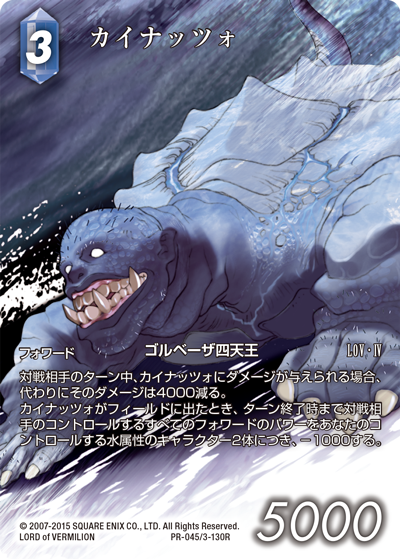 3
カイナッツォ
フォワード ゴルベーザ四天王 LOV・Ⅳ
対戦相手のターン中、カイナッツォにダメージが与えられる場合、
代わりにそのダメージは4000減る。
カイナッツォがフィールドに出たとき、ターン終了時まで対戦相
手のコントロールするすべてのフォワードのパワーをあなたのコ
ントロールする水属性のキャラクター2体につき、－1000する。
© 2007-2015 SQUARE ENIX CO., LTD. All Rights Reserved.
LORD of VERMILION PR-045/3-130R
5000